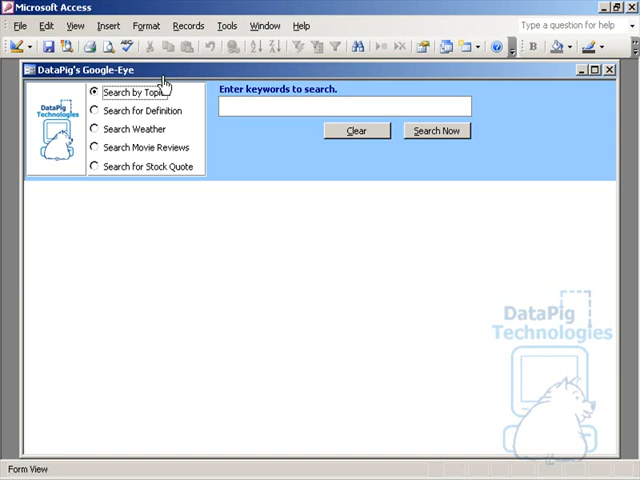 Microsoft Access
File Edit View Insert Format Records Tools Window Help
Type a question for help
DataPig's Google-Eye
DataPig
Technologies
Search by Topic
Search for Definition
Search Weather
Search Movie Reviews
Search for Stock Quote
Enter keywords to search.
Clear
Search Now
DataPig
Technologies
Form View